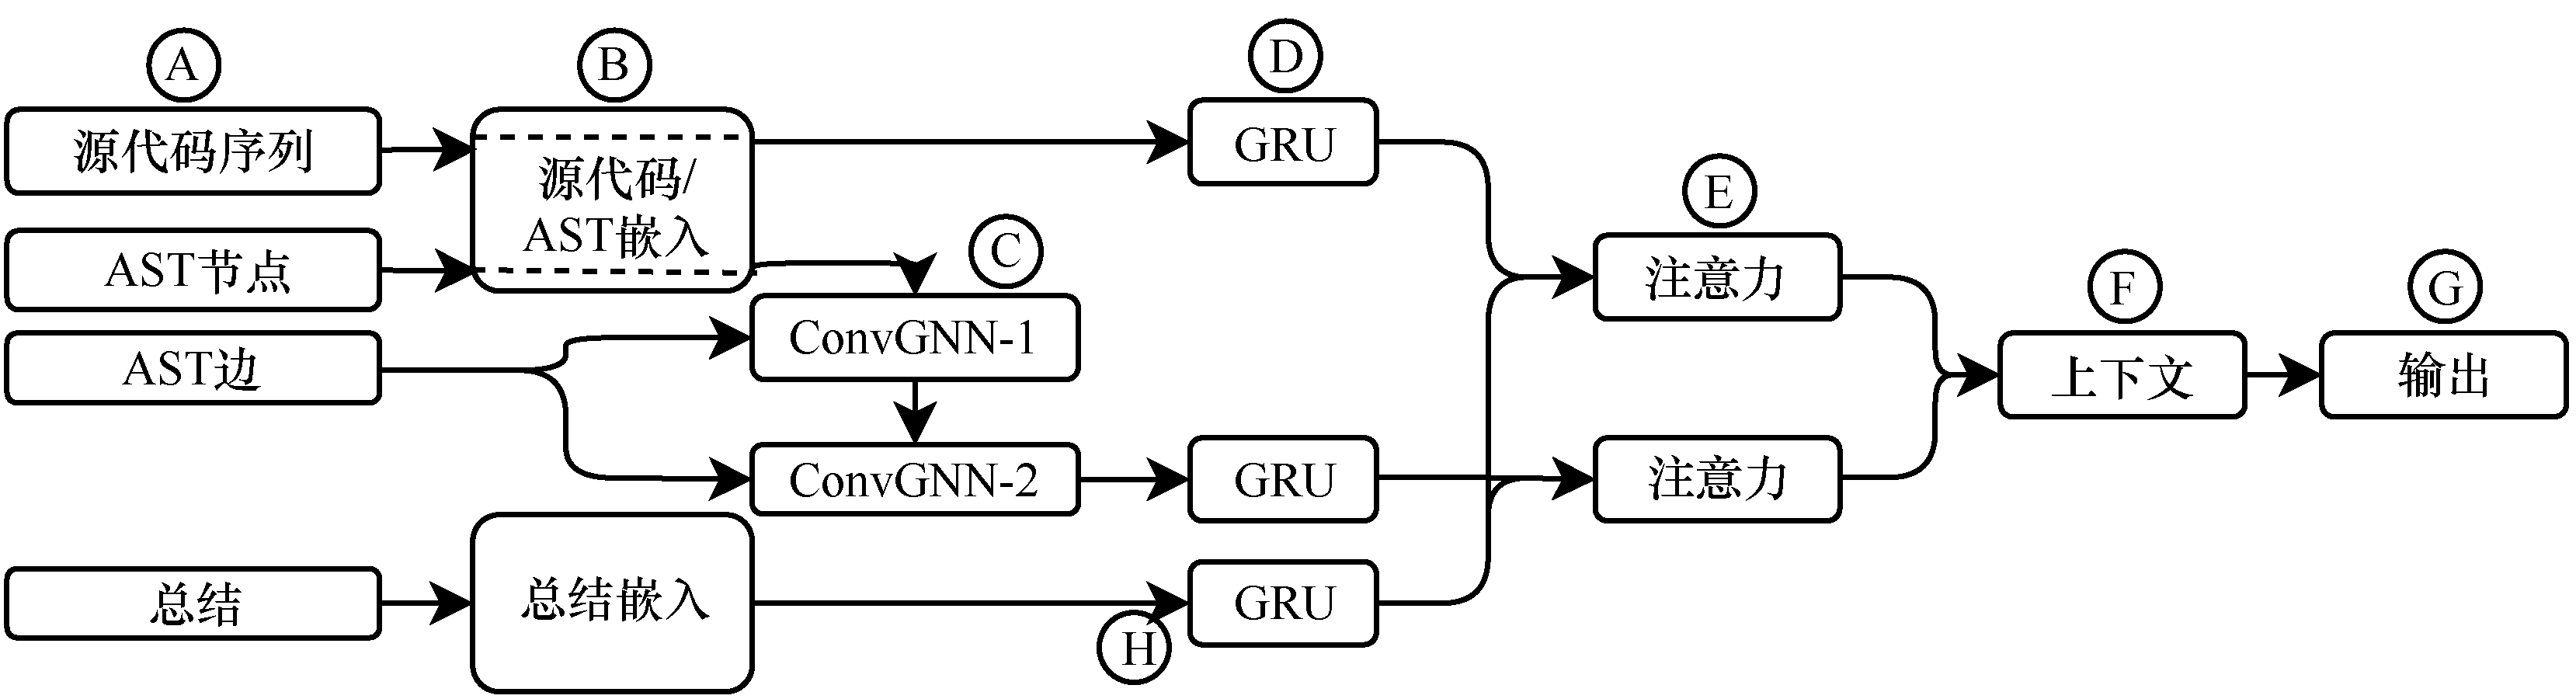 A
B
D
源代码序列
源代码/
AST嵌入
GRU
E
C
AST节点
注意力
F
G
ConvGNN-1
AST边
上下文
输出
ConvGNN-2
GRU
注意力
总结
总结嵌入
GRU
H